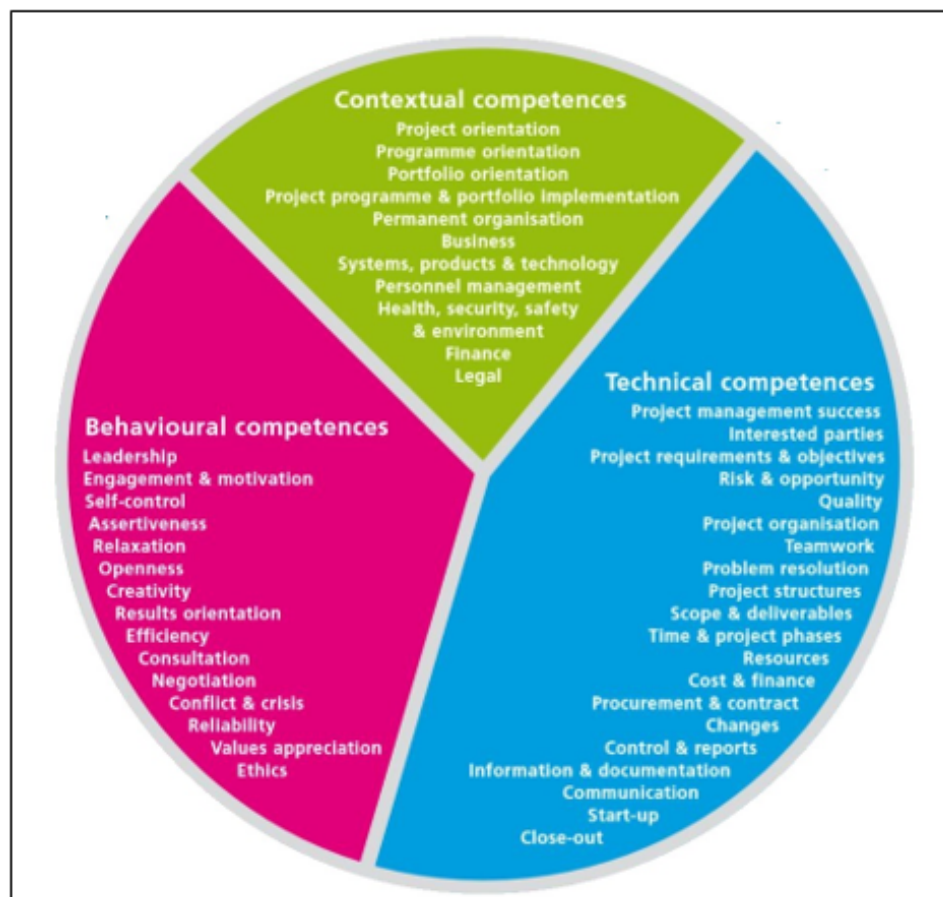 Contextual competences
Project orientation
Programme orientation
Portfolio orientation
Project programme & portfolio implementation
Permanent organisation
Business
Systems, products & technology
Personnel management
Health, security, safety
& environment
Finance
Legal
Behavioural competences
Leadership
Engagement & motivation
Self-control
Assertiveness
Relaxation
Openness
Creativity
Results orientation
Efficiency
Consultation
Negotiation
Conflict & crisis
Reliability
Values appreciation
Ethics
Technical competences
Project management success
Interested parties
Project requirements & objectives
Risk & opportunity
Quality
Project organisation
Teamwork
Problem resolution
Project structures
Scope & deliverables
Time & project phases
Resources
Cost & finance
Procurement & contract
Changes
Control & reports
Information & documentation
Communication
Start-up
Close-out